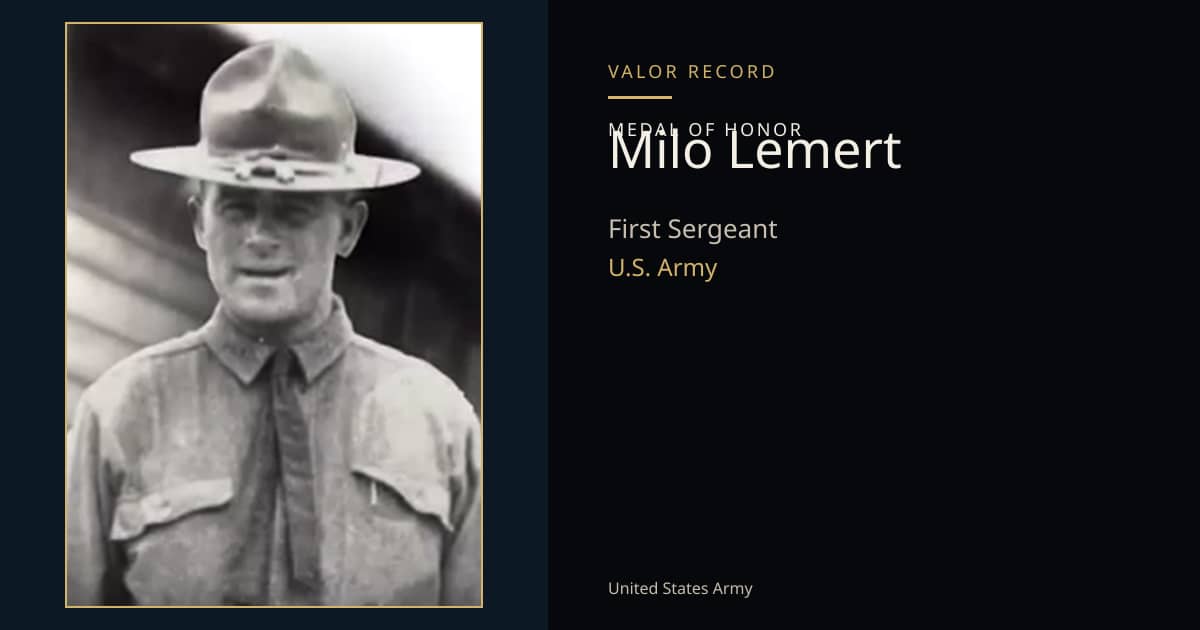 VALOR RECORD
MEDAL OF HONOR
Milo Lemert
First Sergeant
U.S. Army
United States Army